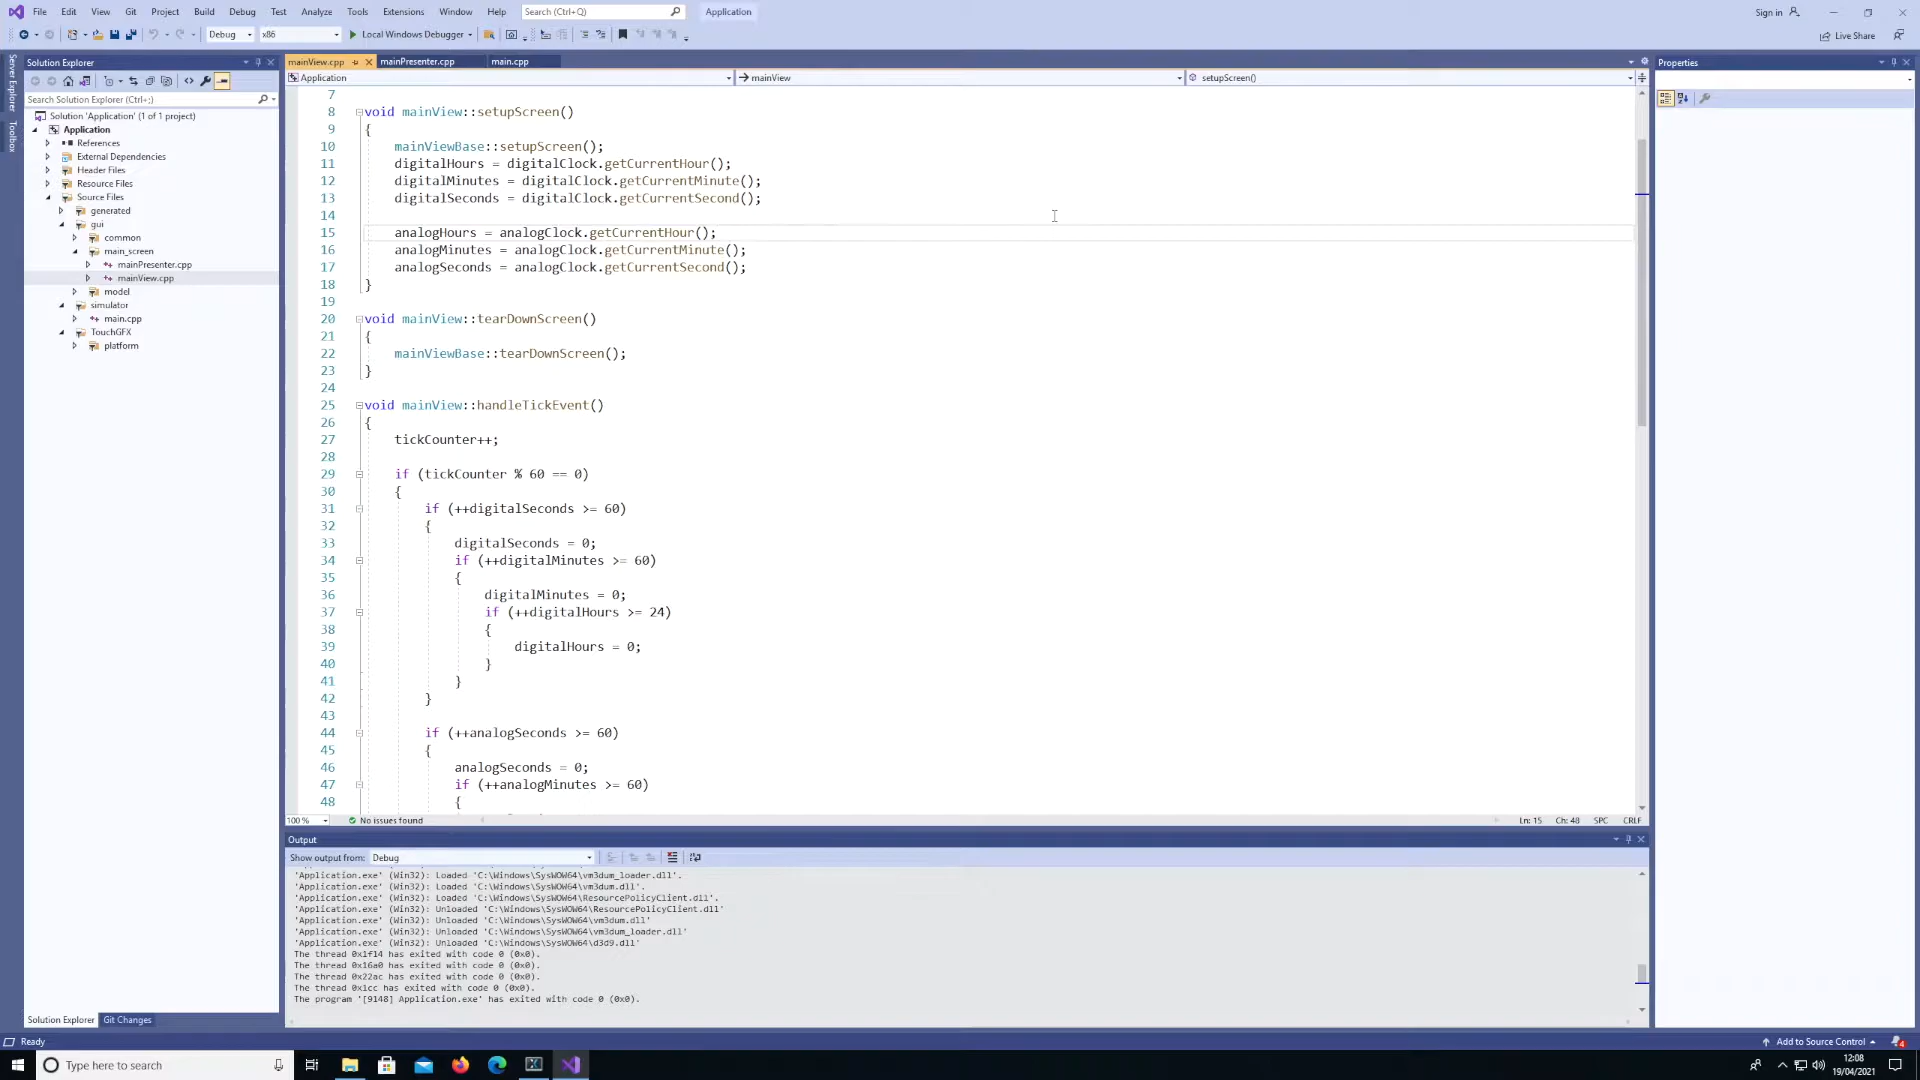 File Edit View Git Project Build Debug Test Analyze Tools Extensions Window Help Search (Ctrl+Q) Application Sign in
Debug x86 Local Windows Debugger Live Share
Server Explorer
Toolbox
Solution Explorer
Search Solution Explorer (Ctrl+;)
Solution 'Application' (1 of 1 project)
Application
References
External Dependencies
Header Files
Resource Files
Source Files
generated
gui
common
main_screen
mainPresenter.cpp
mainView.cpp
model
simulator
main.cpp
TouchGFX
platform
Solution Explorer Git Changes
mainView.cpp mainPresenter.cpp main.cpp
Application mainView setupScreen()
7
8 void mainView::setupScreen()
9 {
10 mainViewBase::setupScreen();
11 digitalHours = digitalClock.getCurrentHour();
12 digitalMinutes = digitalClock.getCurrentMinute();
13 digitalSeconds = digitalClock.getCurrentSecond();
14
15 analogHours = analogClock.getCurrentHour();
16 analogMinutes = analogClock.getCurrentMinute();
17 analogSeconds = analogClock.getCurrentSecond();
18 }
19
20 void mainView::tearDownScreen()
21 {
22 mainViewBase::tearDownScreen();
23 }
24
25 void mainView::handleTickEvent()
26 {
27 tickCounter++;
28
29 if (tickCounter % 60 == 0)
30 {
31 if (++digitalSeconds >= 60)
32 {
33 digitalSeconds = 0;
34 if (++digitalMinutes >= 60)
35 {
36 digitalMinutes = 0;
37 if (++digitalHours >= 24)
38 {
39 digitalHours = 0;
40 }
41 }
42 }
43
44 if (++analogSeconds >= 60)
45 {
46 analogSeconds = 0;
47 if (++analogMinutes >= 60)
48 {
100 % No issues found Ln: 15 Ch: 48 SPC CRLF
Output
Show output from: Debug
'Application.exe' (Win32): Loaded 'C:\Windows\SysWOW64\vm3dum_loader.dll'.
'Application.exe' (Win32): Loaded 'C:\Windows\SysWOW64\vm3dum.dll'.
'Application.exe' (Win32): Loaded 'C:\Windows\SysWOW64\ResourcePolicyClient.dll'.
'Application.exe' (Win32): Unloaded 'C:\Windows\SysWOW64\ResourcePolicyClient.dll'
'Application.exe' (Win32): Unloaded 'C:\Windows\SysWOW64\vm3dum.dll'
'Application.exe' (Win32): Unloaded 'C:\Windows\SysWOW64\vm3dum_loader.dll'
'Application.exe' (Win32): Unloaded 'C:\Windows\SysWOW64\d3d9.dll'
The thread 0x1f14 has exited with code 0 (0x0).
The thread 0x16a0 has exited with code 0 (0x0).
The thread 0x22ac has exited with code 0 (0x0).
The thread 0x1cc has exited with code 0 (0x0).
The program '[9148] Application.exe' has exited with code 0 (0x0).
Properties
Ready Add to Source Control 4
Type here to search
12:08
19/04/2021